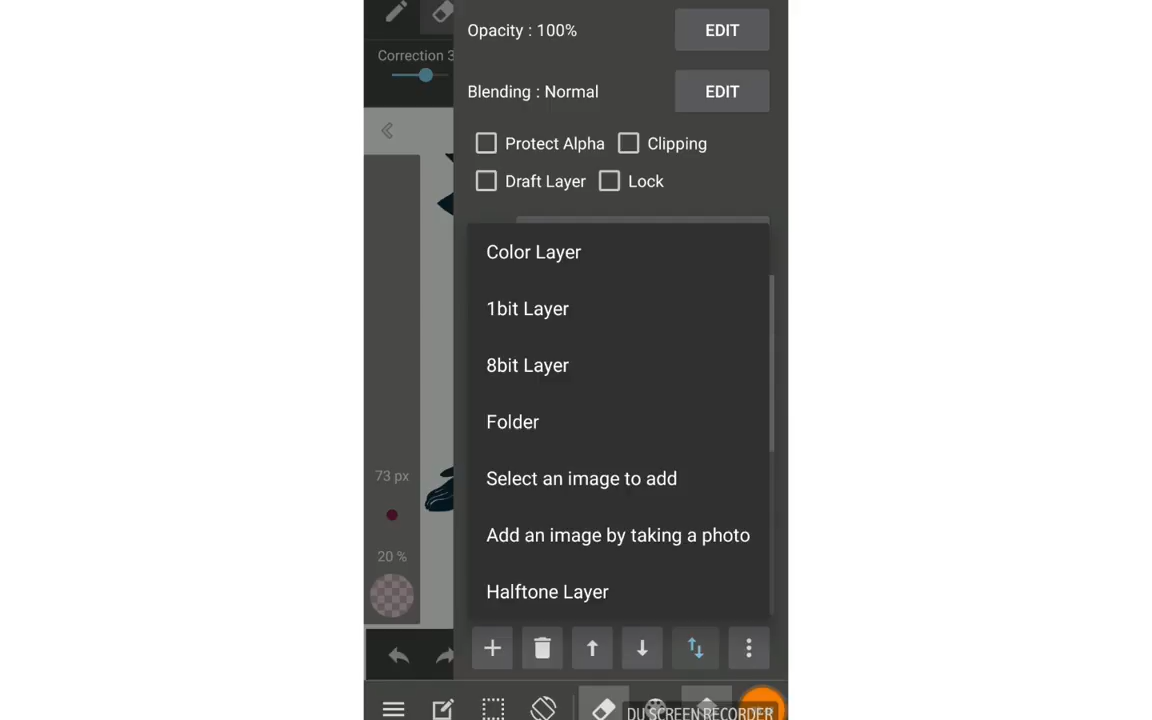 Opacity : 100%
EDIT
Correction 3
Blending : Normal
EDIT
Protect Alpha
Clipping
Draft Layer
Lock
Color Layer
1bit Layer
8bit Layer
Folder
Select an image to add
Add an image by taking a photo
Halftone Layer
73 px
20 %
DU SCREEN RECORDER